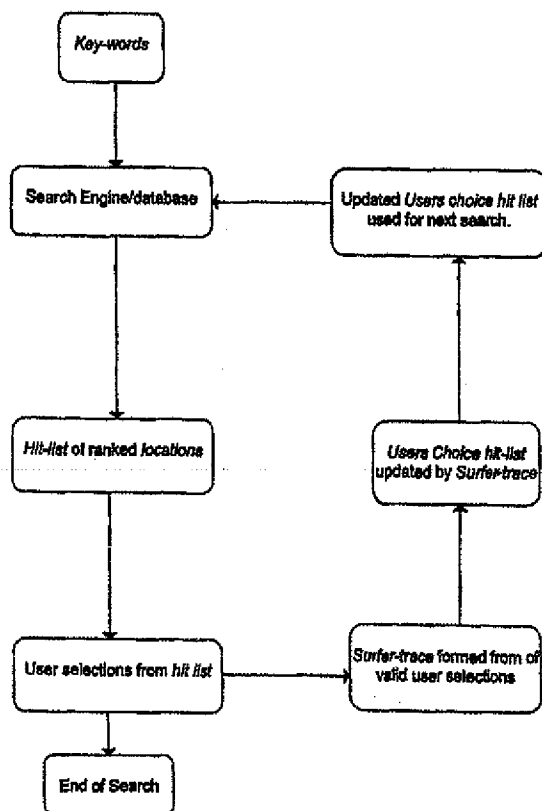 Key-words
Search Engine/database
Updated Users choice hit list
used for next search.
Hit-list of ranked locations
Users Choice hit-list
updated by Surfer-trace
User selections from hit list
Surfer-trace formed from of
valid user selections
End of Search